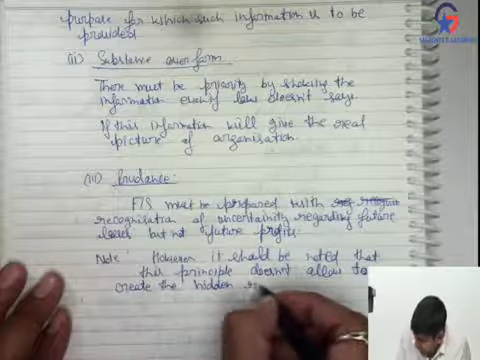 purpose for which such information is to be
provided
(ii) Substance over form
There must be priority by showing the
information even if law doesn't says
If this information will give the real
picture of organisation.
(iii) Prudence:
F/S must be prepared with
recognisation of uncertainity regarding future
losses but not future profits.
Note: However it should be noted that
this principle doesn't allow to
create the hidden